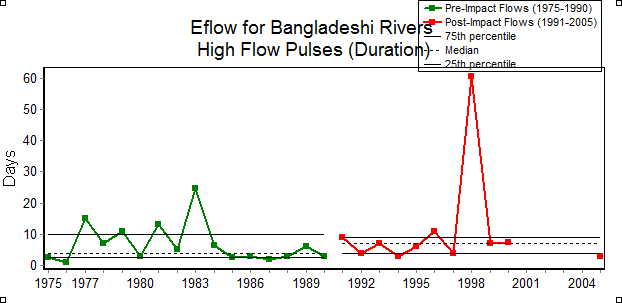 Eflow for Bangladeshi Rivers
High Flow Pulses (Duration)
Pre-Impact Flows (1975-1990)
Post-Impact Flows (1991-2005)
75th percentile
Median
25th percentile
Days
60
50
40
30
20
10
0
1975 1977 1980 1983 1986 1989 1992 1995 1998 2001 2004